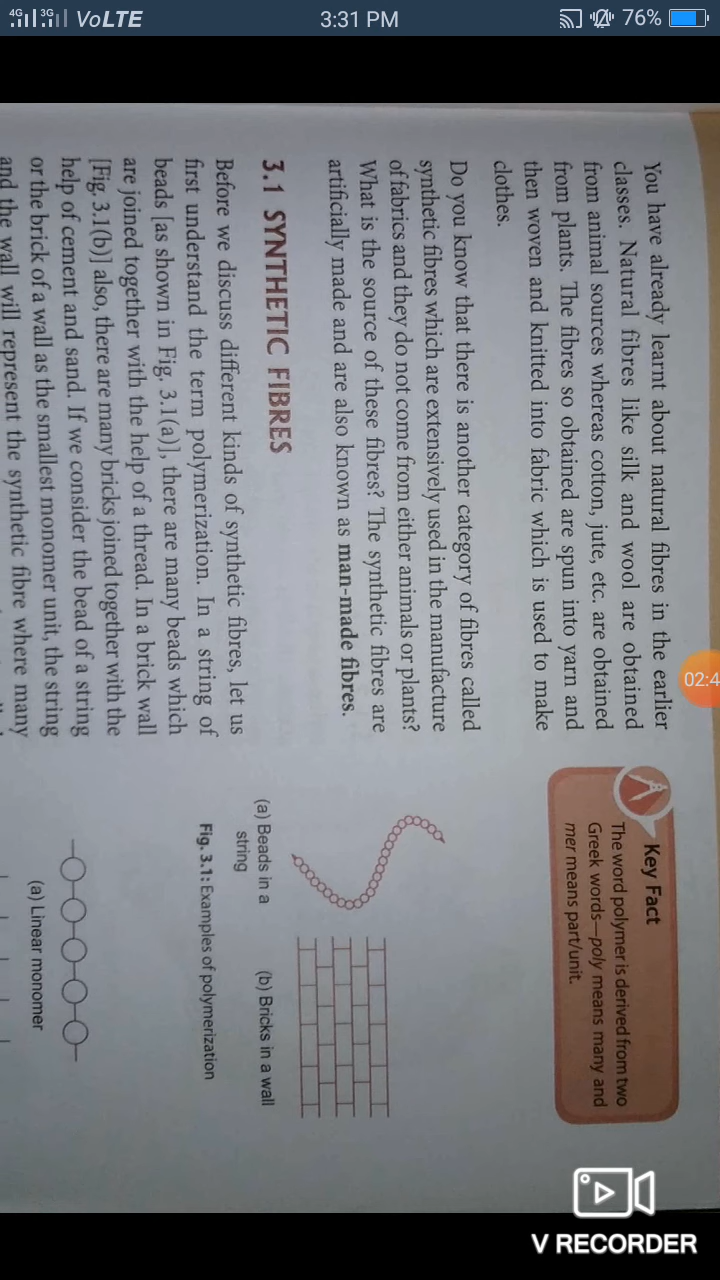 4G 3G VoLTE 3:31 PM 76%
You have already learnt about natural fibres in the earlier
classes. Natural fibres like silk and wool are obtained
from animal sources whereas cotton, jute, etc. are obtained
from plants. The fibres so obtained are spun into yarn and
then woven and knitted into fabric which is used to make
clothes.
Do you know that there is another category of fibres called
synthetic fibres which are extensively used in the manufacture
of fabrics and they do not come from either animals or plants?
What is the source of these fibres? The synthetic fibres are
artificially made and are also known as man-made fibres.
3.1 SYNTHETIC FIBRES
Before we discuss different kinds of synthetic fibres, let us
first understand the term polymerization. In a string of
beads [as shown in Fig. 3.1(a)], there are many beads which
are joined together with the help of a thread. In a brick wall
[Fig. 3.1(b)] also, there are many bricks joined together with the
help of cement and sand. If we consider the bead of a string
or the brick of a wall as the smallest monomer unit, the string
and the wall will represent the synthetic fibre where many
Key Fact
The word polymer is derived from two
Greek words—poly means many and
mer means part/unit.
(a) Beads in a
string
(b) Bricks in a wall
Fig. 3.1: Examples of polymerization
(a) Linear monomer
02:4
V RECORDER